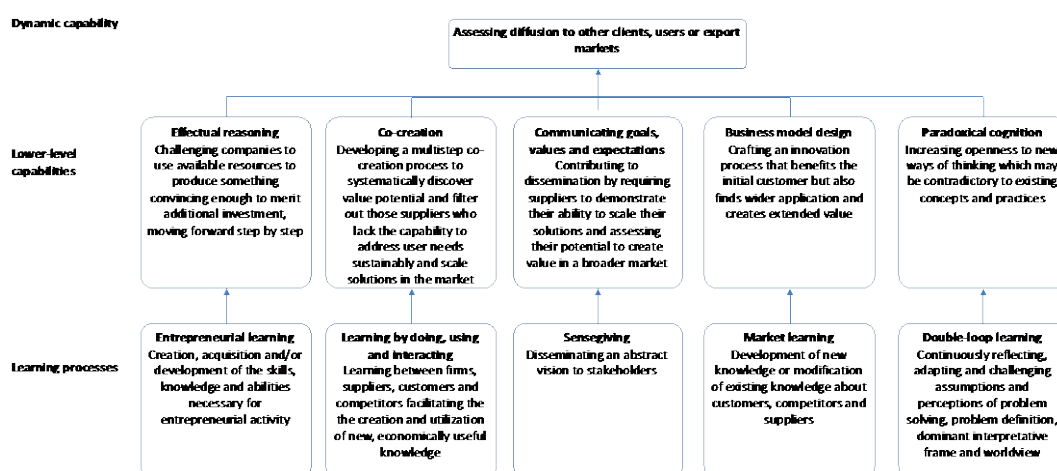 Dynamic capability
Assessing diffusion to other clients, users or export
markets
Lower-level
capabilities
Effectual reasoning
Challenging companies to
use available resources to
produce something
convincing enough to merit
additional investment,
moving forward step by step
Co-creation
Developing a multistep co-
creation process to
systematically discover
value potential and filter
out those suppliers who
lack the capability to
address user needs
sustainably and scale
solutions in the market
Communicating goals,
values and expectations
Contributing to
dissemination by requiring
suppliers to demonstrate
their ability to scale their
solutions and assessing
their potential to create
value in a broader market
Business model design
Crafting an innovation
process that benefits the
initial customer but also
finds wider application and
creates extended value
Paradoxical cognition
Increasing openness to new
ways of thinking which may
be contradictory to existing
concepts and practices
Learning processes
Entrepreneurial learning
Creation, acquisition and/or
development of the skills,
knowledge and abilities
necessary for
entrepreneurial activity
Learning by doing, using
and interacting
Learning between firms,
suppliers, customers and
competitors facilitating the
the creation and utilization
of new, economically useful
knowledge
Sensegiving
Disseminating an abstract
vision to stakeholders
Market learning
Development of new
knowledge or modification
of existing knowledge about
customers, competitors and
suppliers
Double-loop learning
Continuously reflecting,
adapting and challenging
assumptions and
perceptions of problem
solving, problem definition,
dominant interpretative
frame and worldview